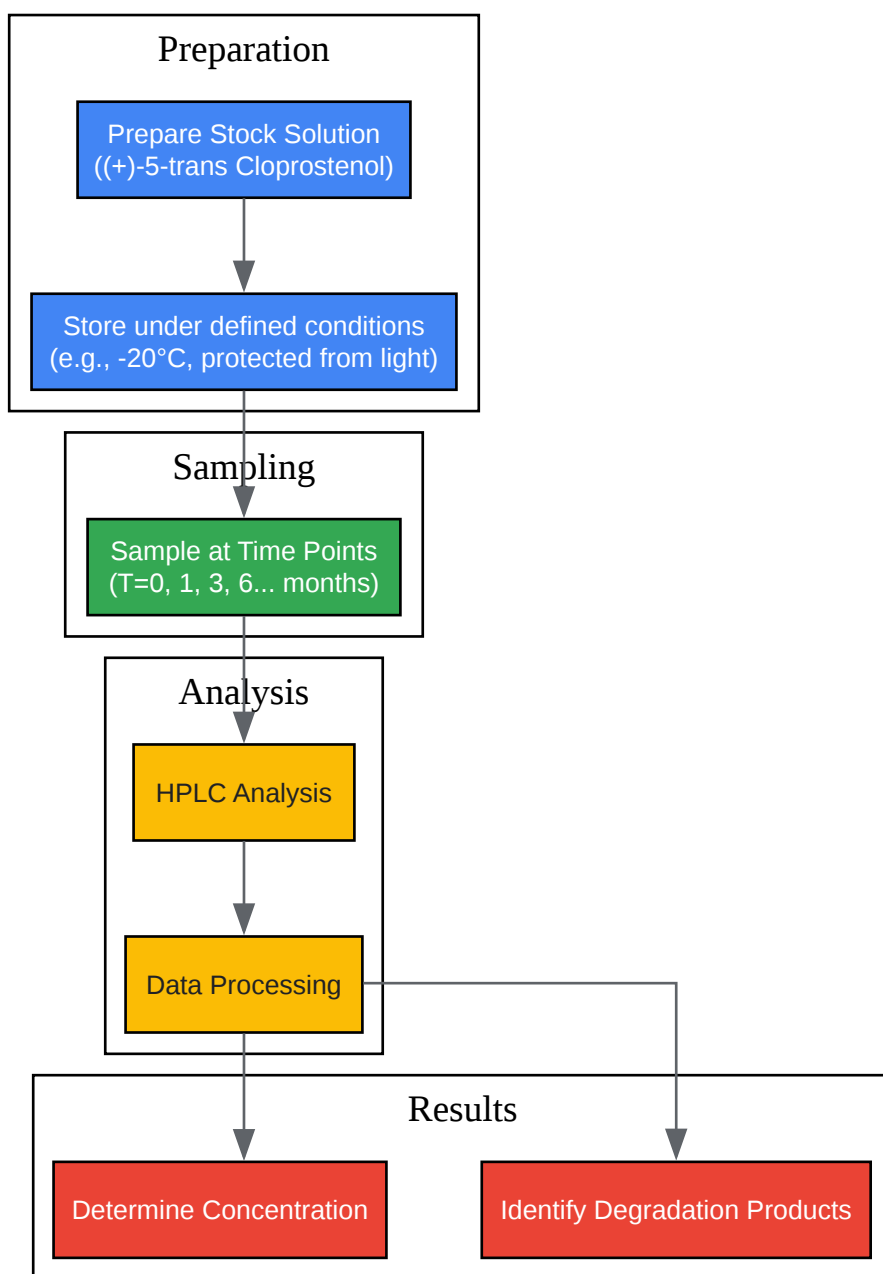 Preparation
Prepare Stock Solution
((+)-5-trans Cloprostenol)
Store under defined conditions
(e.g., -20°C, protected from light)
Sampling
Sample at Time Points
(T=0, 1, 3, 6... months)
Analysis
HPLC Analysis
Data Processing
Results
Determine Concentration
Identify Degradation Products